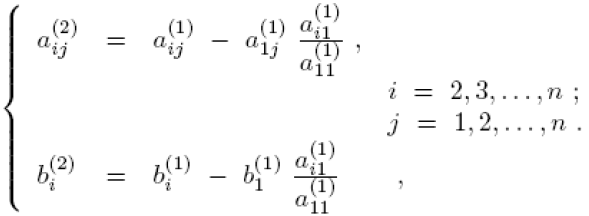 a_{ij}^{(2)} = a_{ij}^{(1)} − a_{1j}^{(1)} \frac{a_{i1}^{(1)}}{a_{11}^{(1)}} ,
i = 2, 3, . . . , n ;
j = 1, 2, . . . , n .
b_i^{(2)} = b_i^{(1)} − b_1^{(1)} \frac{a_{i1}^{(1)}}{a_{11}^{(1)}} ,